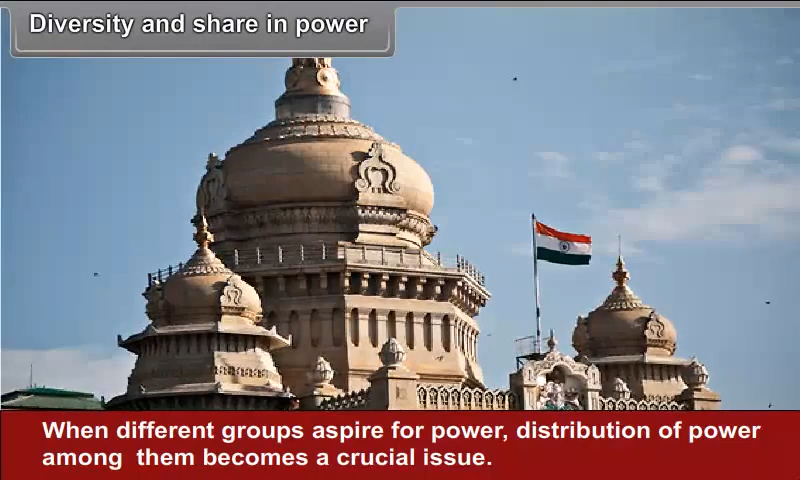 Diversity and share in power
When different groups aspire for power, distribution of power
among  them becomes a crucial issue.